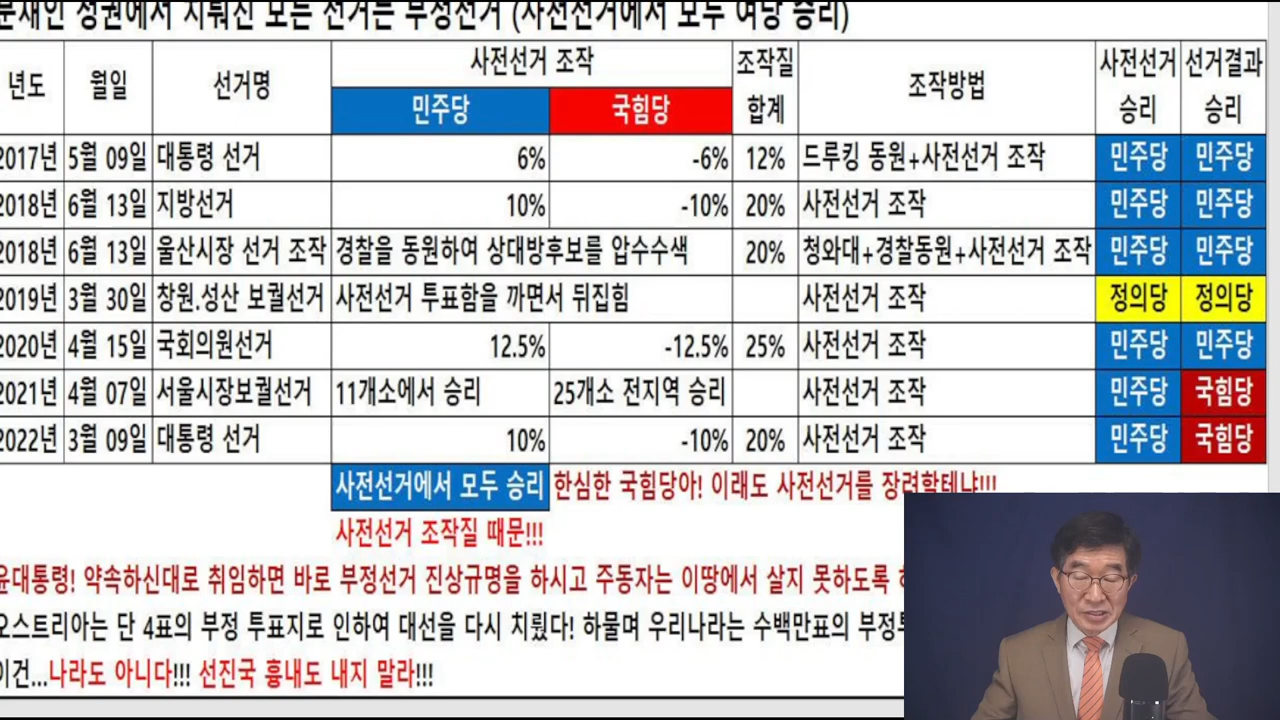 문재인 정권에서 치뤄진 모든 선거는 부정선거 (사전선거에서 모두 여당 승리)
년도 월일 선거명 사전선거 조작 조작질 합계 조작방법 사전선거 승리 선거결과 승리
민주당 국힘당
2017년 5월 09일 대통령 선거 6% -6% 12% 드루킹 동원+사전선거 조작 민주당 민주당
2018년 6월 13일 지방선거 10% -10% 20% 사전선거 조작 민주당 민주당
2018년 6월 13일 울산시장 선거 조작 경찰을 동원하여 상대방후보를 압수수색 20% 청와대+경찰동원+사전선거 조작 민주당 민주당
2019년 3월 30일 창원.성산 보궐선거 사전선거 투표함을 까면서 뒤집힘 사전선거 조작 정의당 정의당
2020년 4월 15일 국회의원선거 12.5% -12.5% 25% 사전선거 조작 민주당 민주당
2021년 4월 07일 서울시장보궐선거 11개소에서 승리 25개소 전지역 승리 사전선거 조작 민주당 국힘당
2022년 3월 09일 대통령 선거 10% -10% 20% 사전선거 조작 민주당 국힘당
사전선거에서 모두 승리 한심한 국힘당아! 이래도 사전선거를 장려할테냐!!!
사전선거 조작질 때문!!!
윤대통령! 약속하신대로 취임하면 바로 부정선거 진상규명을 하시고 주동자는 이땅에서 살지 못하도록
오스트리아는 단 4표의 부정 투표지로 인하여 대선을 다시 치뤘다! 하물며 우리나라는 수백만표의
이건...나라도 아니다!!! 선진국 흉내도 내지 말라!!!